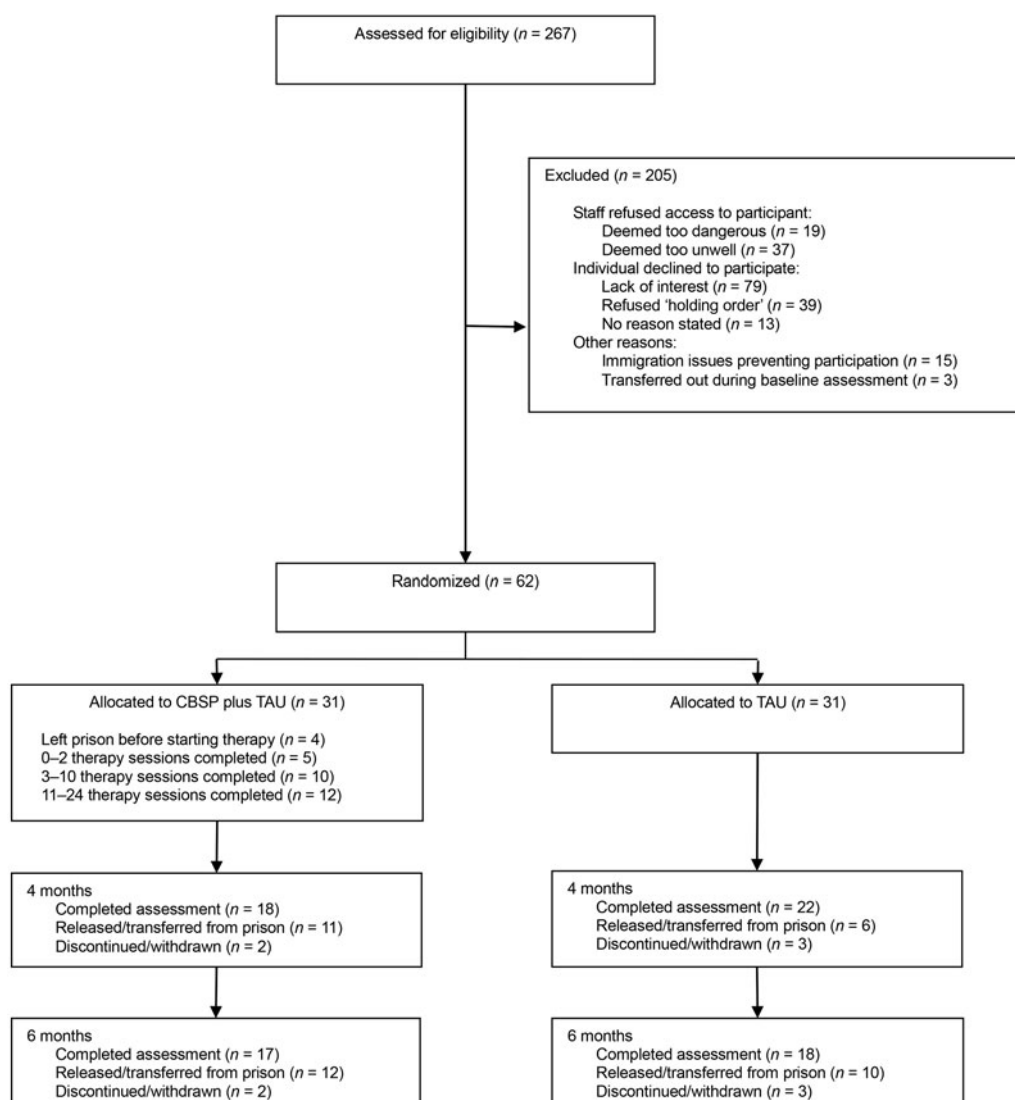 Assessed for eligibility (n = 267)
Excluded (n = 205)
Staff refused access to participant:
Deemed too dangerous (n = 19)
Deemed too unwell (n = 37)
Individual declined to participate:
Lack of interest (n = 79)
Refused ‘holding order’ (n = 39)
No reason stated (n = 13)
Other reasons:
Immigration issues preventing participation (n = 15)
Transferred out during baseline assessment (n = 3)
Randomized (n = 62)
Allocated to CBSP plus TAU (n = 31)
Left prison before starting therapy (n = 4)
0–2 therapy sessions completed (n = 5)
3–10 therapy sessions completed (n = 10)
11–24 therapy sessions completed (n = 12)
Allocated to TAU (n = 31)
4 months
Completed assessment (n = 18)
Released/transferred from prison (n = 11)
Discontinued/withdrawn (n = 2)
4 months
Completed assessment (n = 22)
Released/transferred from prison (n = 6)
Discontinued/withdrawn (n = 3)
6 months
Completed assessment (n = 17)
Released/transferred from prison (n = 12)
Discontinued/withdrawn (n = 2)
6 months
Completed assessment (n = 18)
Released/transferred from prison (n = 10)
Discontinued/withdrawn (n = 3)